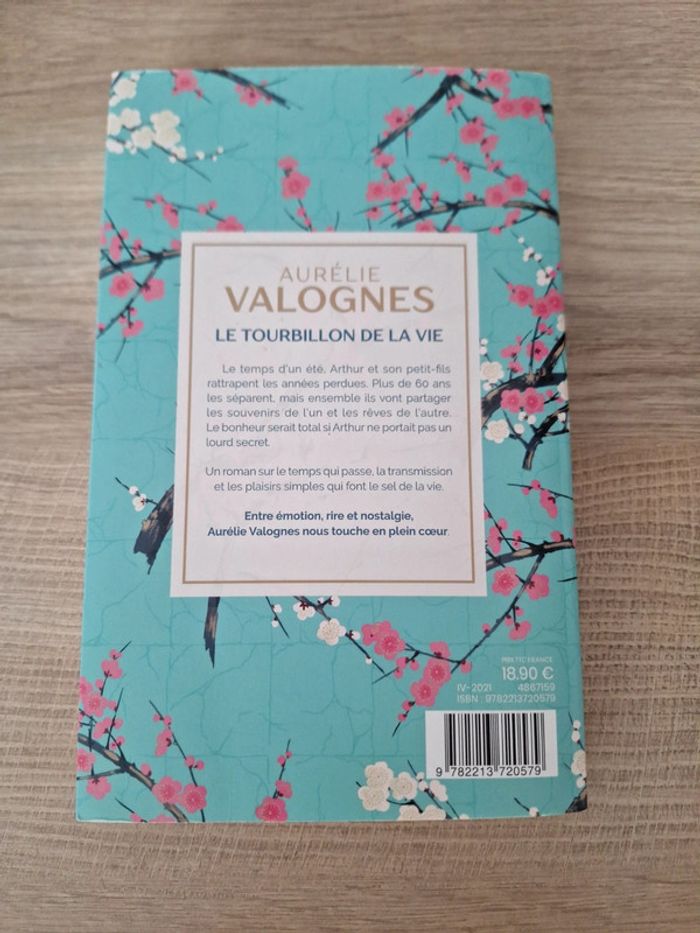 AURÉLIE
VALOGNES
LE TOURBILLON DE LA VIE
Le temps d'un été, Arthur et son petit-fils
rattrapent les années perdues. Plus de 60 ans
les séparent, mais ensemble ils vont partager
les souvenirs de l'un et les rêves de l'autre.
Le bonheur serait total si Arthur ne portait pas un
lourd secret.
Un roman sur le temps qui passe, la transmission
et les plaisirs simples qui font le sel de la vie.
Entre émotion, rire et nostalgie,
Aurélie Valognes nous touche en plein cœur.
PRIX TTC FRANCE
18.90 €
IV-2021 4867159
ISBN : 9782213720579
9 782213 720579